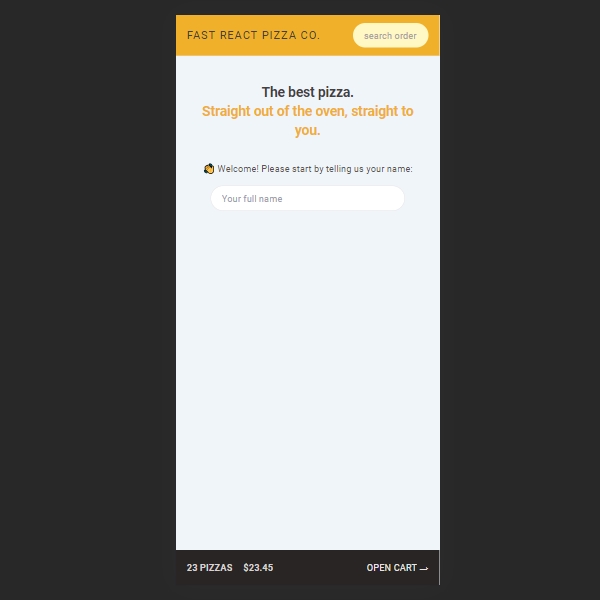 FAST REACT PIZZA CO.
search order
The best pizza.
Straight out of the oven, straight to
you.
👋 Welcome! Please start by telling us your name:
Your full name
23 PIZZAS $23.45
OPEN CART →